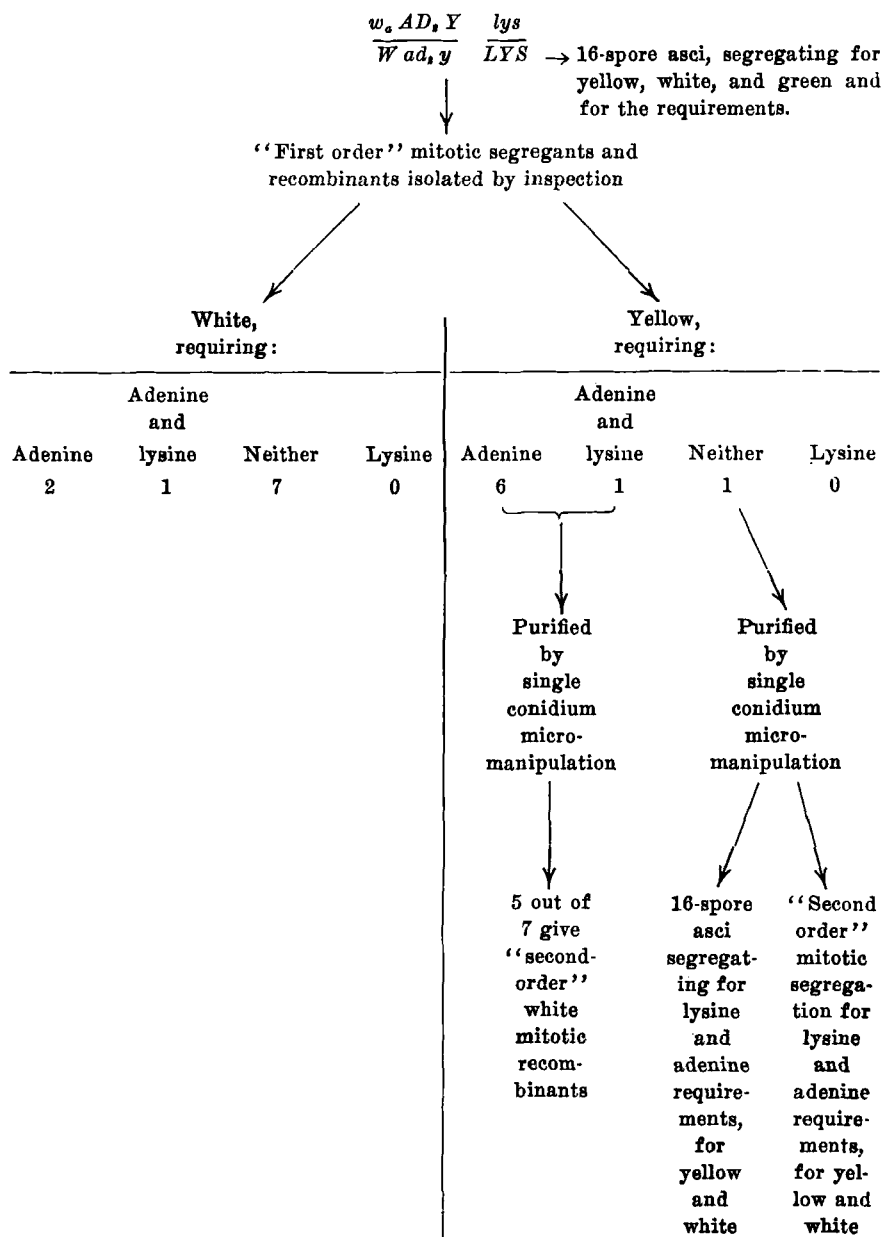 w_a AD_8 Y lys
W ad_8 y LYS → 16-spore asci, segregating for
yellow, white, and green and
for the requirements.
‘‘First order’’ mitotic segregants and
recombinants isolated by inspection
White,
requiring:
Yellow,
requiring:
Adenine
and
Adenine lysine Neither Lysine
2 1 7 0
Adenine
and
Adenine lysine Neither Lysine
6 1 1 0
Purified
by
single
conidium
micro-
manipulation
Purified
by
single
conidium
micro-
manipulation
5 out of
7 give
‘‘second-
order’’
white
mitotic
recom-
binants
16-spore
asci
segregat-
ing for
lysine
and
adenine
require-
ments,
for
yellow
and
white
‘‘Second
order’’
mitotic
segrega-
tion for
lysine
and
adenine
require-
ments,
for yel-
low and
white